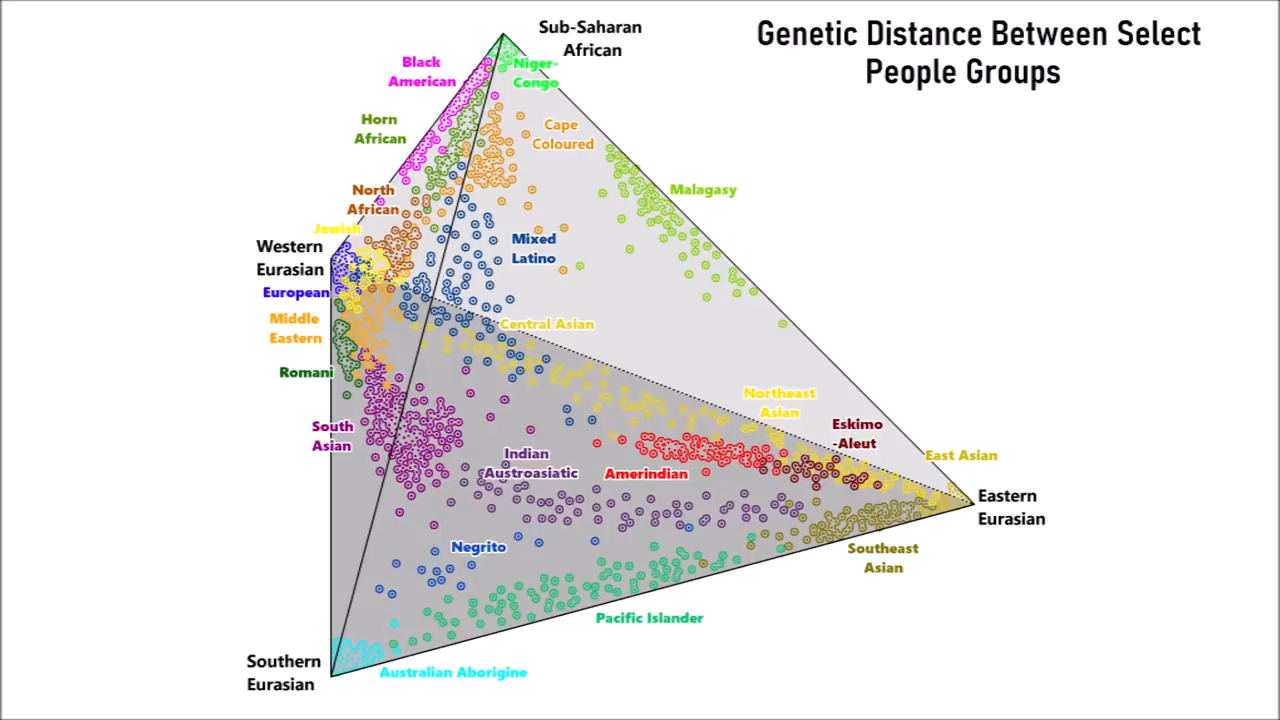 Genetic Distance Between Select
People Groups
Sub-Saharan
African
Black
American
Niger-
Congo
Horn
African
Cape
Coloured
North
African
Malagasy
Jewish
Western
Eurasian
Mixed
Latino
European
Middle
Eastern
Central Asian
Romani
Northeast
Asian
South
Asian
Eskimo
-Aleut
Indian
Austroasiatic
Amerindian
East Asian
Eastern
Eurasian
Negrito
Southeast
Asian
Pacific Islander
Southern
Eurasian
Australian Aborigine